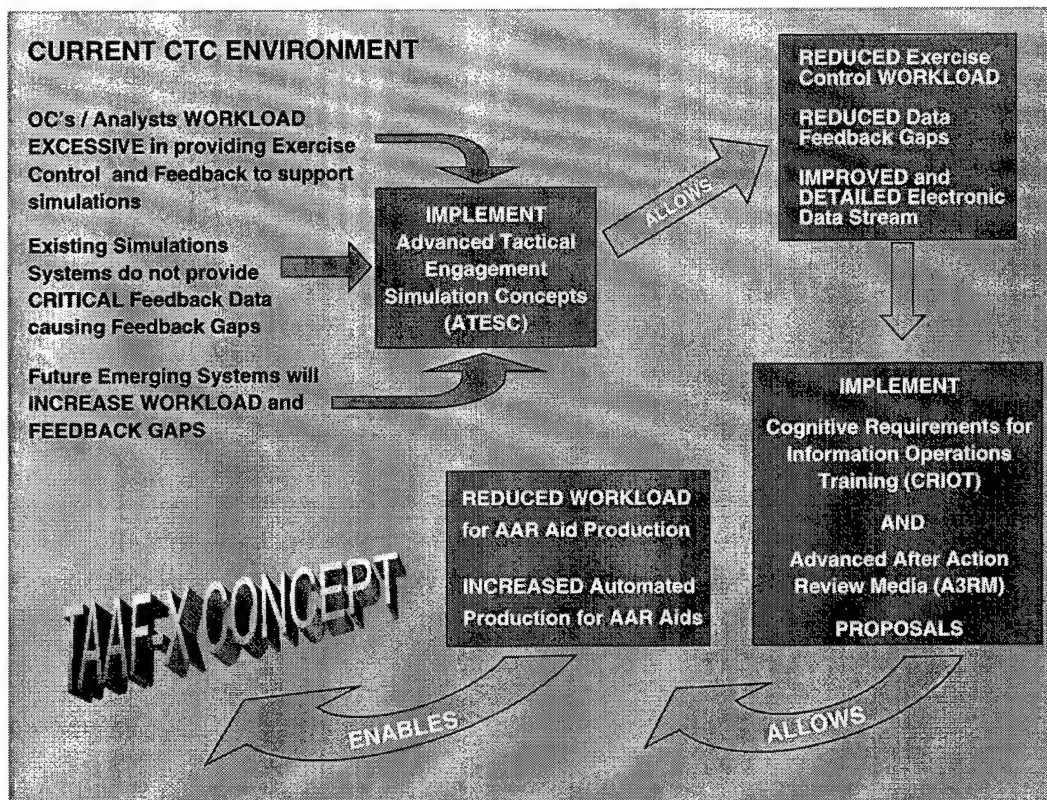 CURRENT CTC ENVIRONMENT
OC's / Analysts WORKLOAD
EXCESSIVE in providing Exercise
Control and Feedback to support
simulations
Existing Simulations
Systems do not provide
CRITICAL Feedback Data
causing Feedback Gaps
Future Emerging Systems will
INCREASE WORKLOAD and
FEEDBACK GAPS
IMPLEMENT
Advanced Tactical
Engagement
Simulation Concepts
(ATESC)
ALLOWS
REDUCED Exercise
Control WORKLOAD
REDUCED Data
Feedback Gaps
IMPROVED and
DETAILED Electronic
Data Stream
IMPLEMENT
Cognitive Requirements for
Information Operations
Training (CRIOT)
AND
Advanced After Action
Review Media (A3RM)
PROPOSALS
ALLOWS
REDUCED WORKLOAD
for AAR Aid Production
INCREASED Automated
Production for AAR Aids
ENABLES
TAAF-X CONCEPT